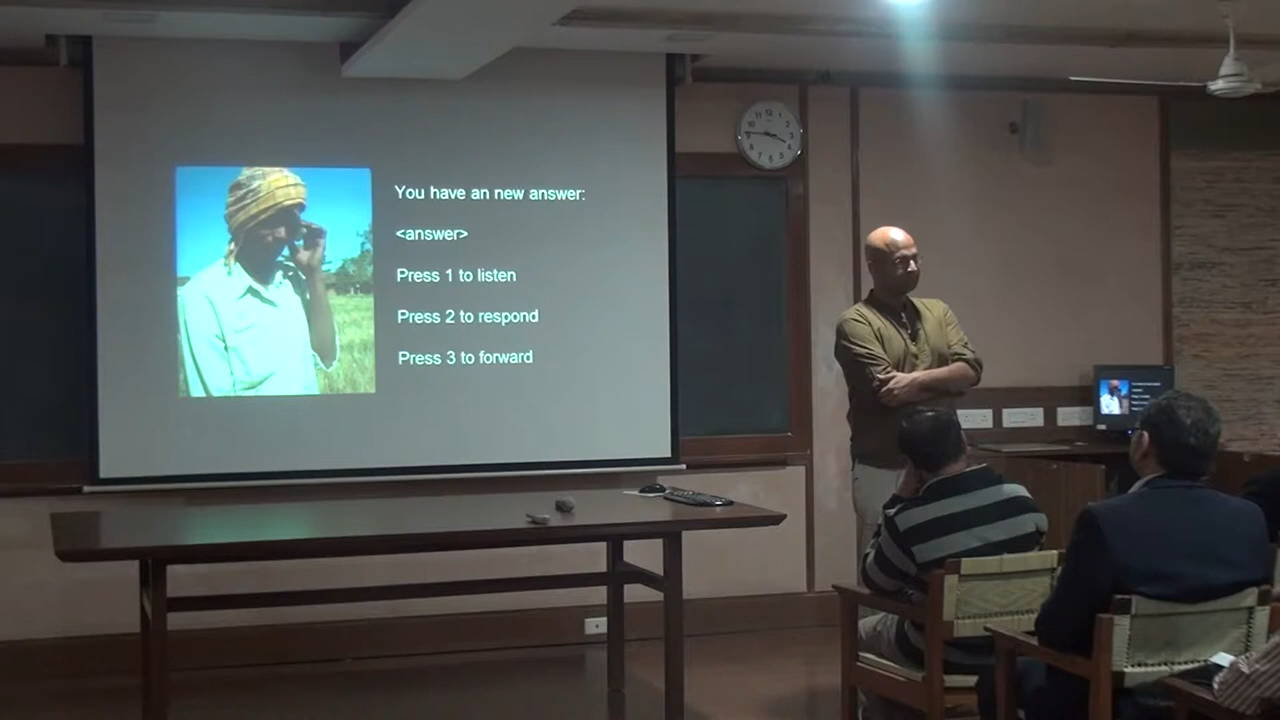 You have an new answer:
<answer>
Press 1 to listen
Press 2 to respond
Press 3 to forward